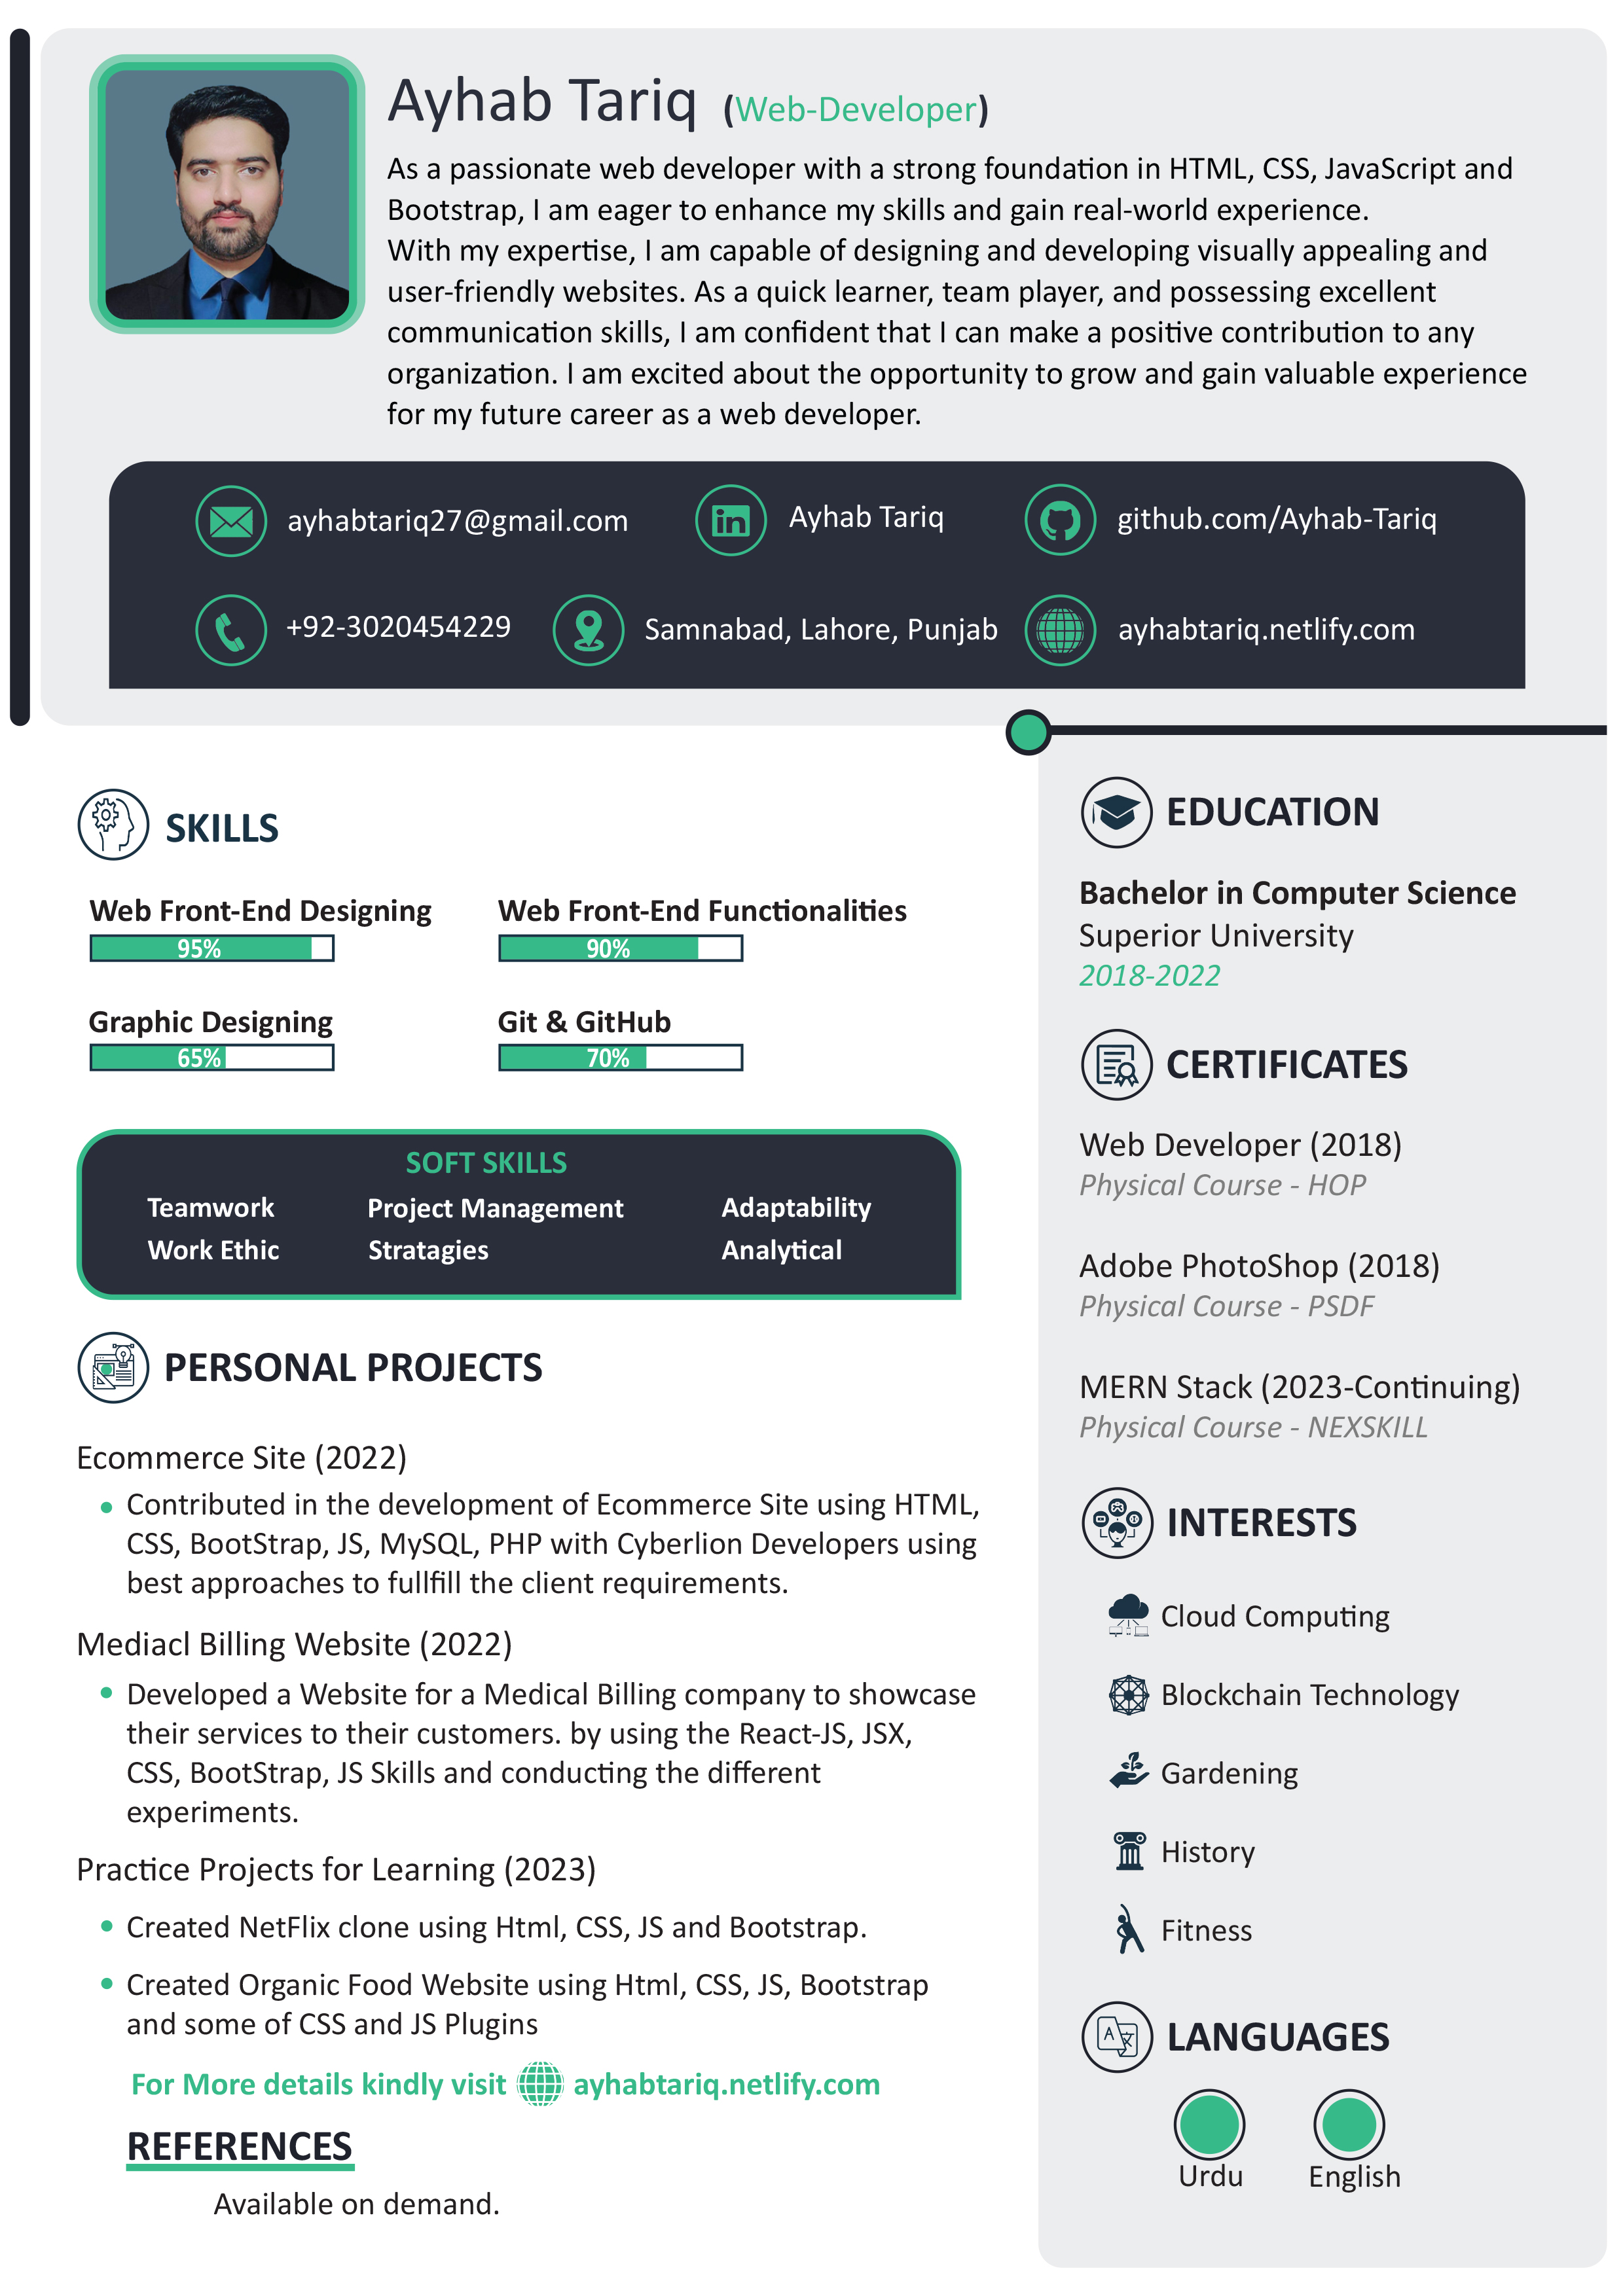 Ayhab Tariq (Web-Developer)
As a passionate web developer with a strong foundation in HTML, CSS, JavaScript and
Bootstrap, I am eager to enhance my skills and gain real-world experience.
With my expertise, I am capable of designing and developing visually appealing and
user-friendly websites. As a quick learner, team player, and possessing excellent
communication skills, I am confident that I can make a positive contribution to any
organization. I am excited about the opportunity to grow and gain valuable experience
for my future career as a web developer.
ayhabtariq27@gmail.com
Ayhab Tariq
github.com/Ayhab-Tariq
+92-3020454229
Samnabad, Lahore, Punjab
ayhabtariq.netlify.com
SKILLS
Web Front-End Designing
95%
Web Front-End Functionalities
90%
Graphic Designing
65%
Git & GitHub
70%
SOFT SKILLS
Teamwork
Project Management
Adaptability
Work Ethic
Stratagies
Analytical
PERSONAL PROJECTS
Ecommerce Site (2022)
Contributed in the development of Ecommerce Site using HTML,
CSS, BootStrap, JS, MySQL, PHP with Cyberlion Developers using
best approaches to fullfill the client requirements.
Mediacl Billing Website (2022)
Developed a Website for a Medical Billing company to showcase
their services to their customers. by using the React-JS, JSX,
CSS, BootStrap, JS Skills and conducting the different
experiments.
Practice Projects for Learning (2023)
Created NetFlix clone using Html, CSS, JS and Bootstrap.
Created Organic Food Website using Html, CSS, JS, Bootstrap
and some of CSS and JS Plugins
For More details kindly visit ayhabtariq.netlify.com
REFERENCES
Available on demand.
EDUCATION
Bachelor in Computer Science
Superior University
2018-2022
CERTIFICATES
Web Developer (2018)
Physical Course - HOP
Adobe PhotoShop (2018)
Physical Course - PSDF
MERN Stack (2023-Continuing)
Physical Course - NEXSKILL
INTERESTS
Cloud Computing
Blockchain Technology
Gardening
History
Fitness
LANGUAGES
Urdu
English